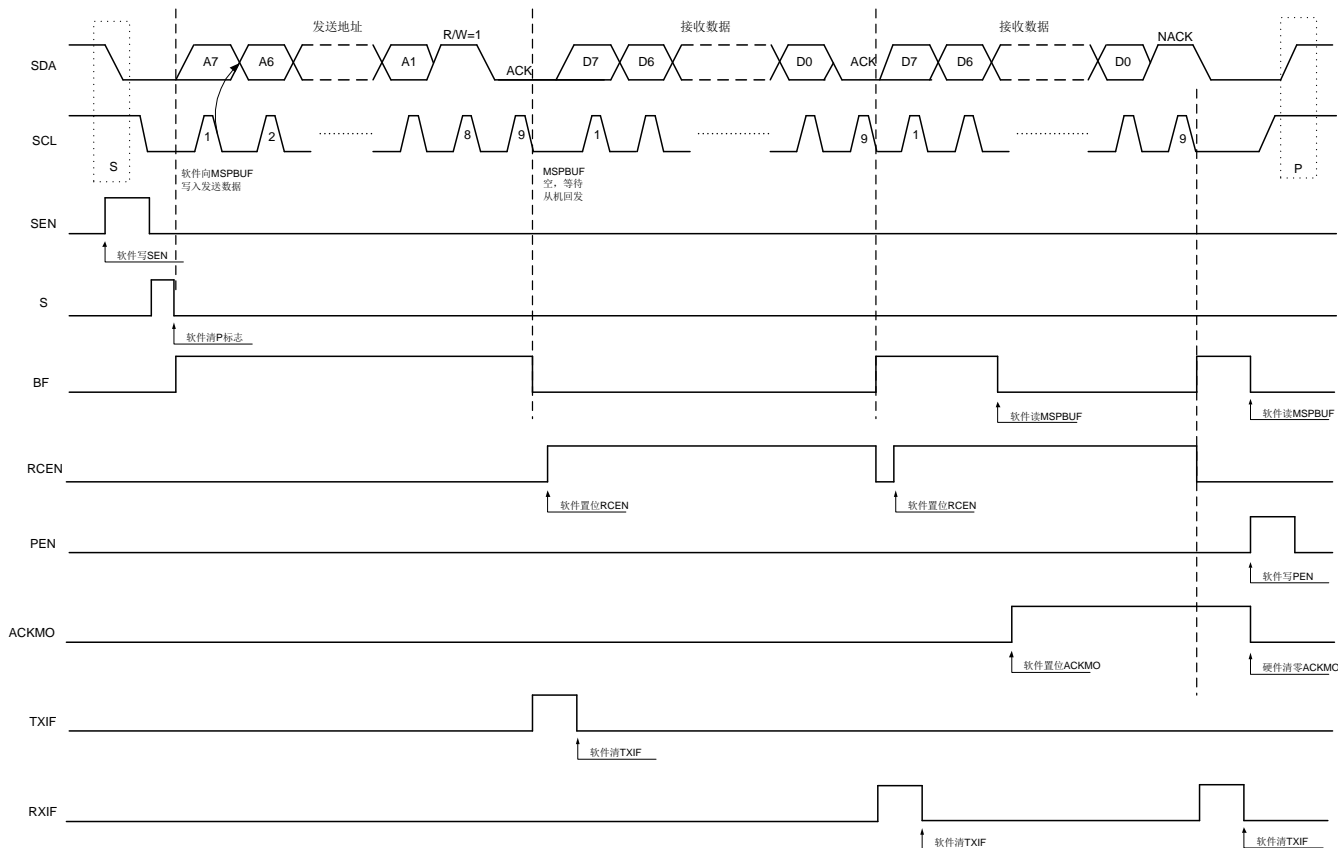 发送地址
接收数据
接收数据
SDA
A7
A6
A1
R/W=1
ACK
D7
D6
D0
ACK
D7
D6
D0
NACK
SCL
1
2
8
9
1
9
1
9
S
P
软件向MSPBUF
写入发送数据
MSPBUF
空，等待
从机回发
SEN
软件写SEN
S
软件清P标志
BF
软件读MSPBUF
软件读MSPBUF
RCEN
软件置位RCEN
软件置位RCEN
PEN
软件写PEN
ACKMO
软件置位ACKMO
硬件清零ACKMO
TXIF
软件清TXIF
RXIF
软件清TXIF
软件清TXIF